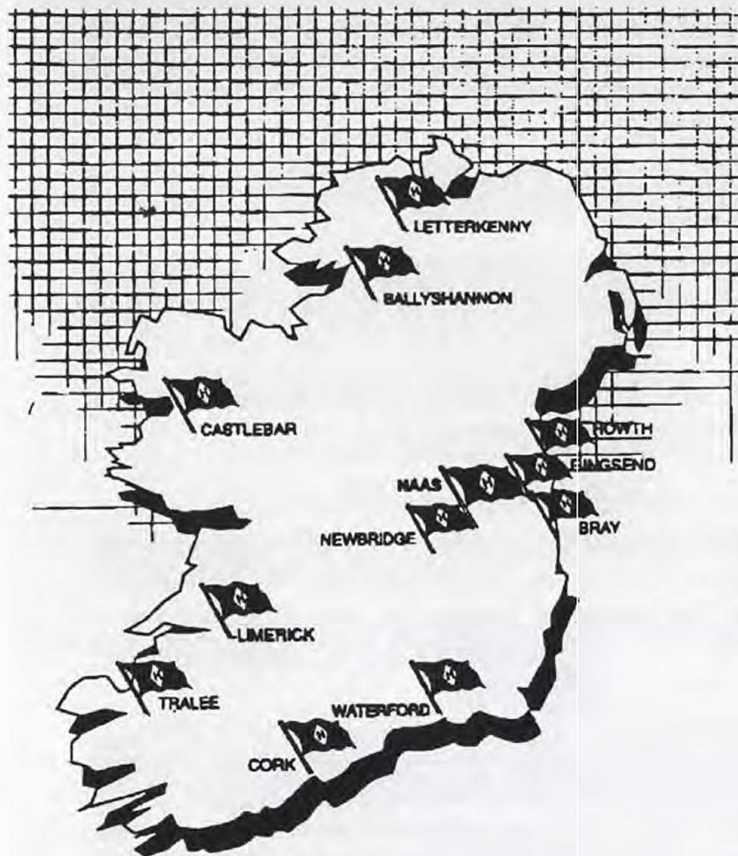 LETTERKENNY
BALLYSHANNON
CASTLEBAR
HOWTH
RINGSEND
NAAS
BRAY
NEWBRIDGE
LIMERICK
TRALEE
WATERFORD
CORK